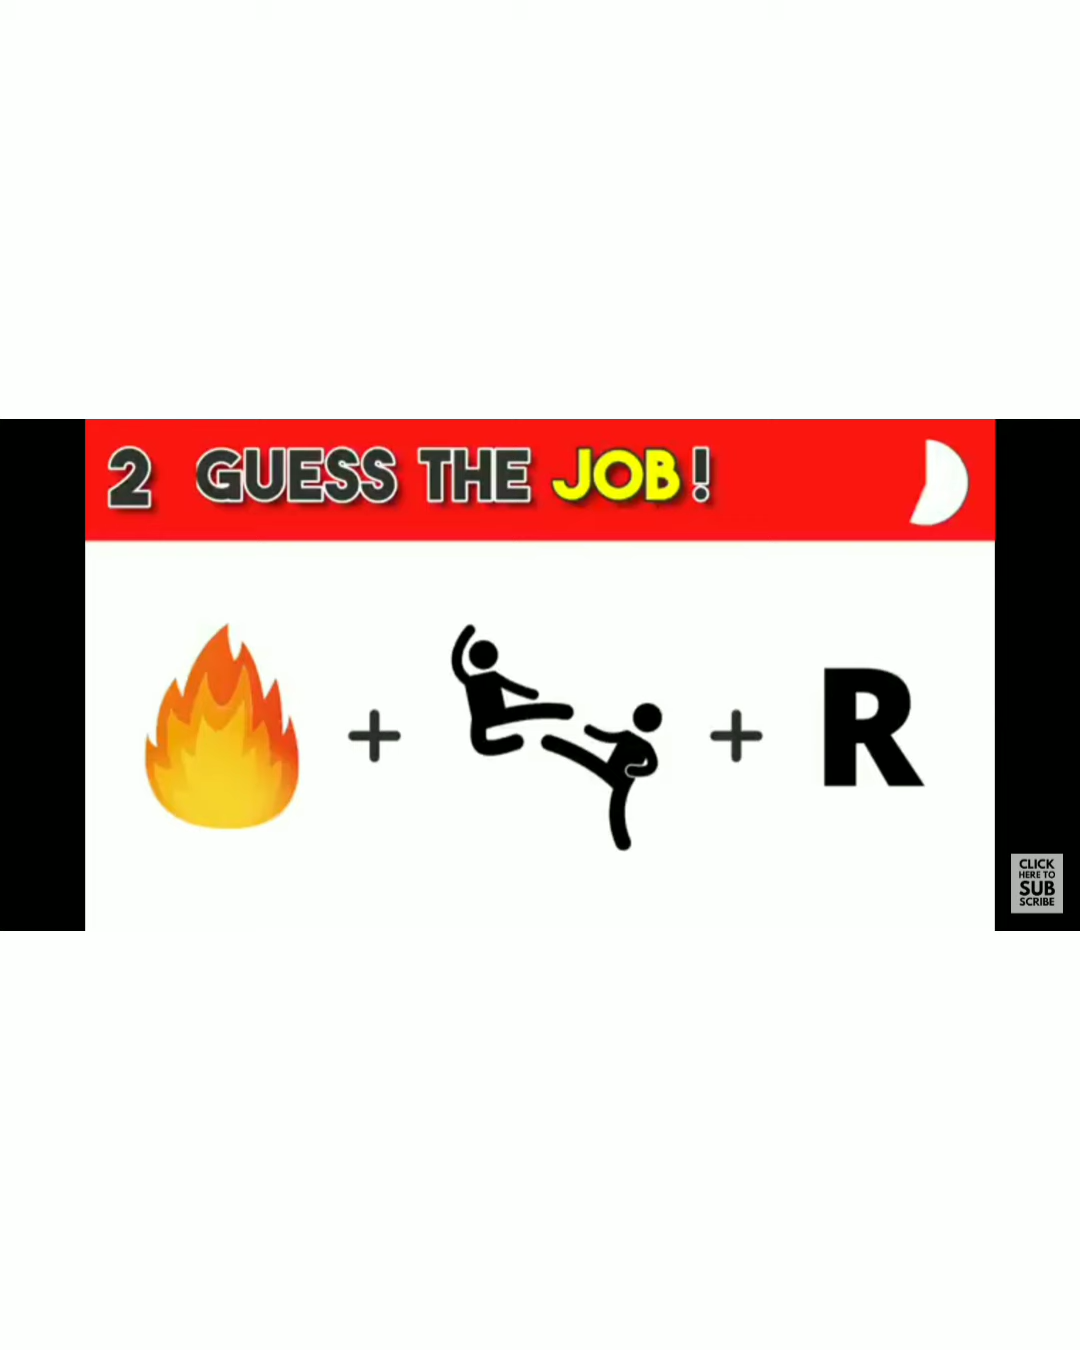 2 GUESS THE JOB!
+ + R
CLICK
HERE TO
SUB
SCRIBE